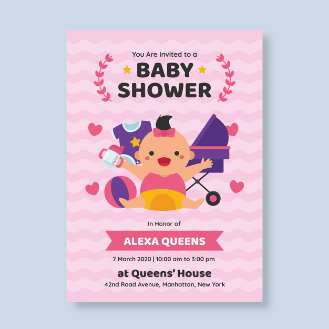 You Are Invited to a
BABY
SHOWER
In Honor of
ALEXA QUEENS
7 March 2020 | 10:00 am to 3:00 pm
at Queens' House
42nd Road Avenue, Manhattan, New York